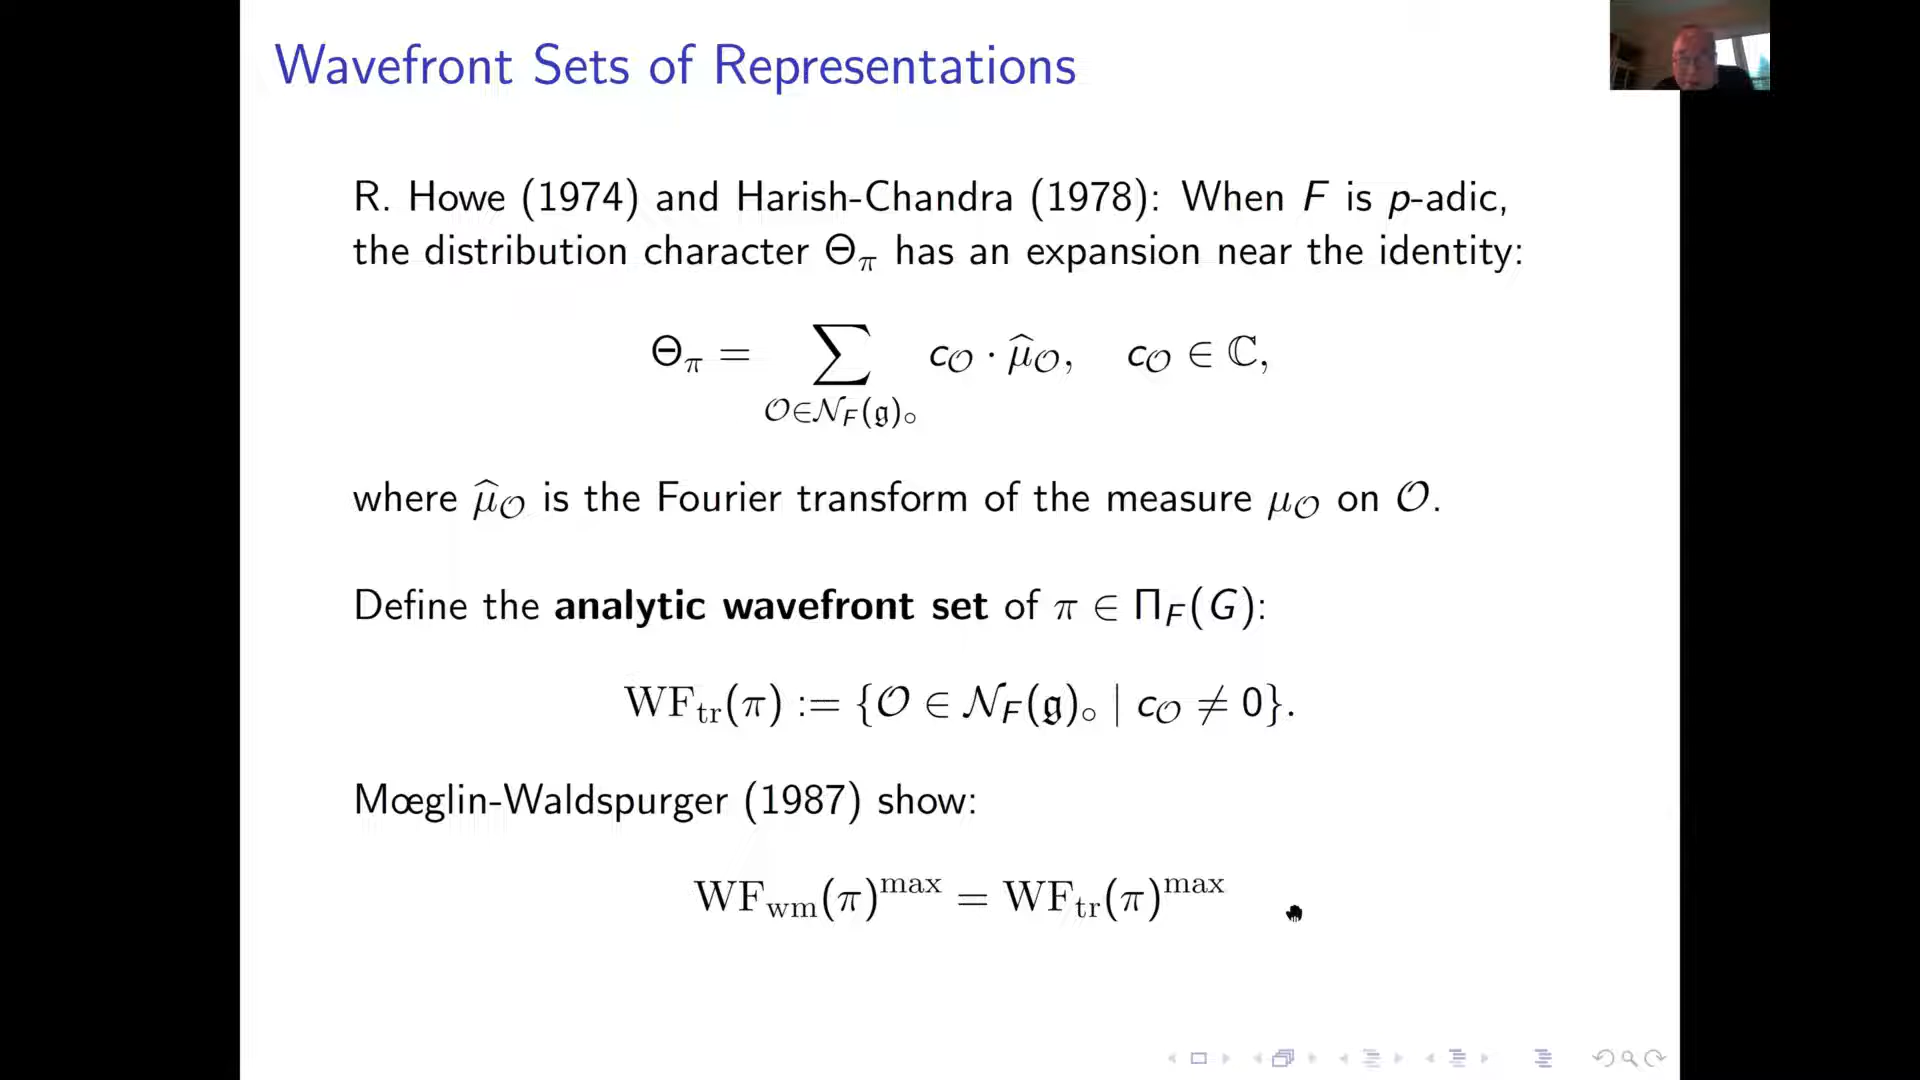 Wavefront Sets of Representations
R. Howe (1974) and Harish-Chandra (1978): When F is p-adic,
the distribution character Θ_π has an expansion near the identity:
Θ_π = ∑_{𝒪∈𝒩_F(𝔤)_∘} c_𝒪 · μ̂_𝒪, c_𝒪 ∈ ℂ,
where μ̂_𝒪 is the Fourier transform of the measure μ_𝒪 on 𝒪.
Define the analytic wavefront set of π ∈ Π_F(G):
WF_tr(π) := {𝒪 ∈ 𝒩_F(𝔤)_∘ | c_𝒪 ≠ 0}.
Mœglin-Waldspurger (1987) show:
WF_wm(π)^max = WF_tr(π)^max